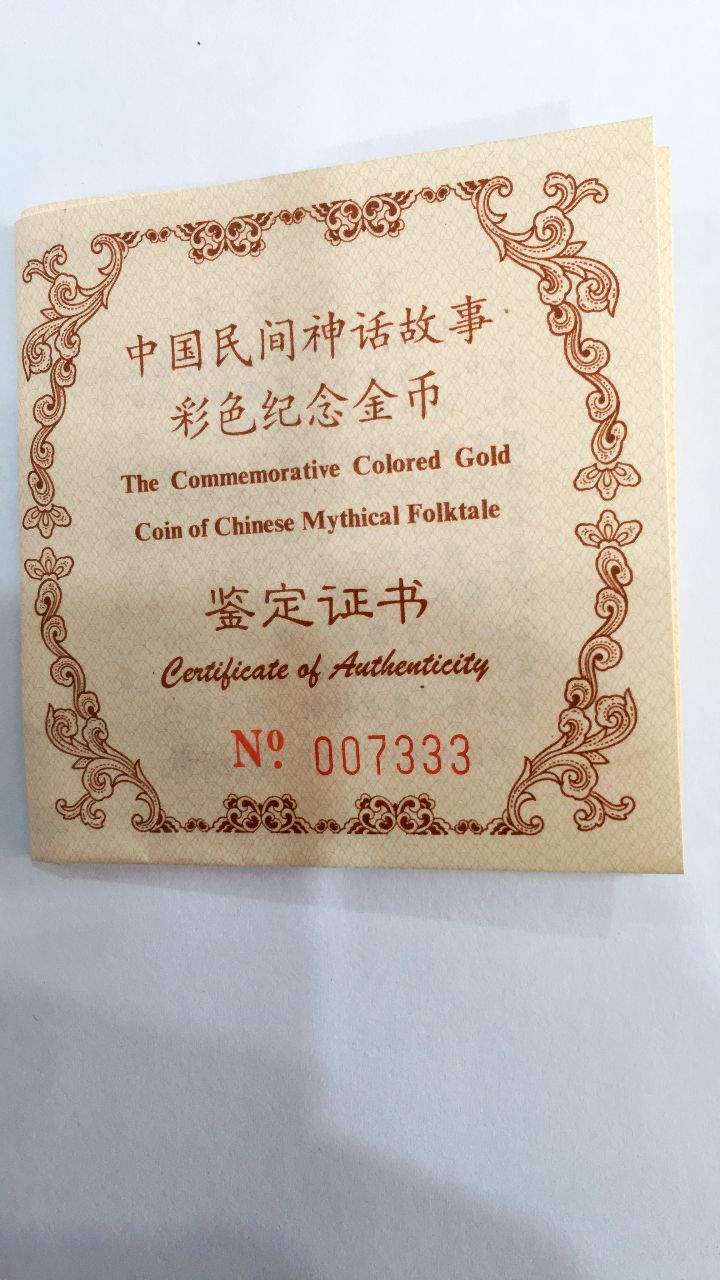 中国民间神话故事
彩色纪念金币
The Commemorative Colored Gold
Coin of Chinese Mythical Folktale
鉴定证书
Certificate of Authenticity
Nº. 007333